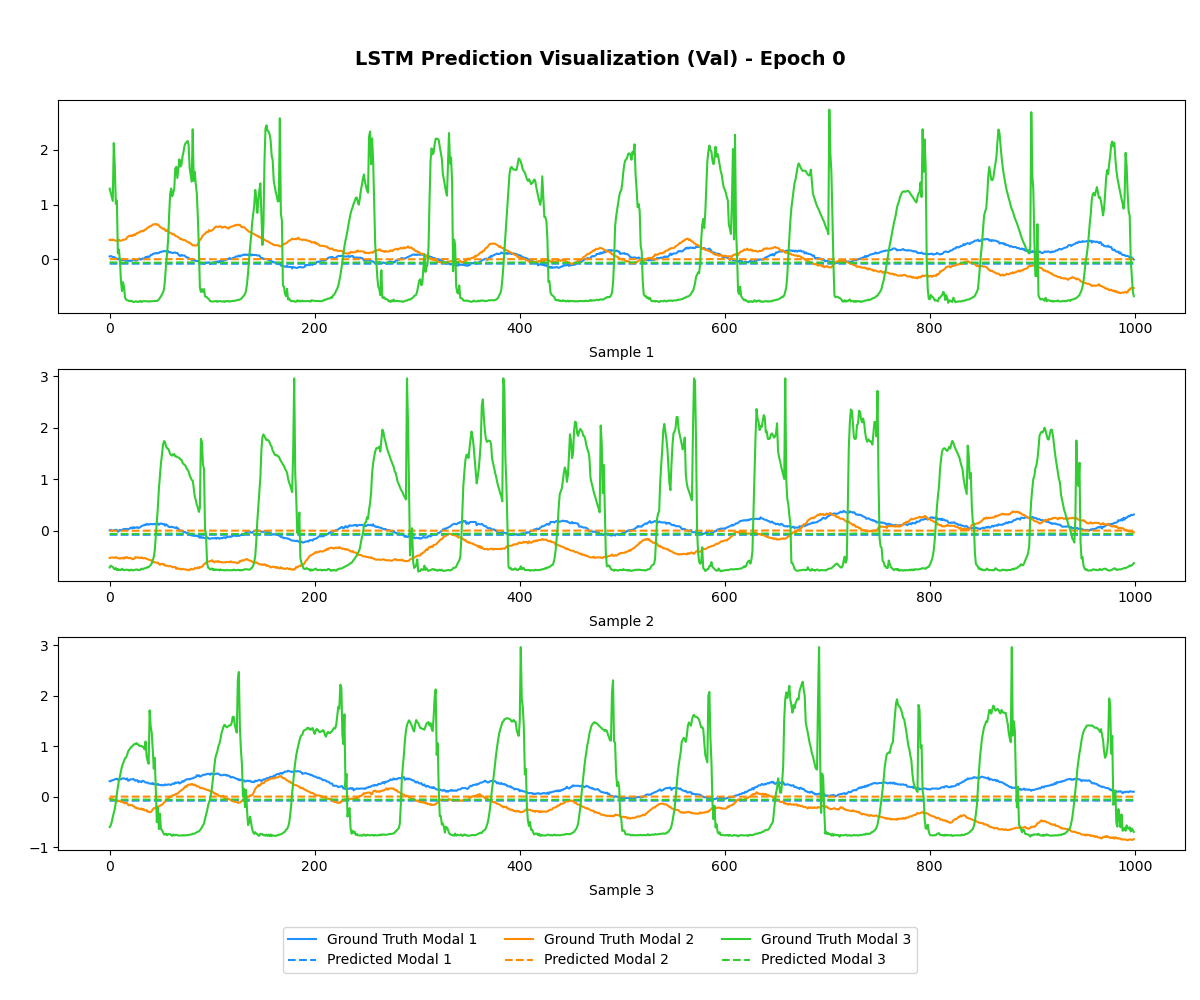 LSTM Prediction Visualization (Val) - Epoch 0
2
1
0
0 200 400 600 800 1000
Sample 1
3
2
1
0
0 200 400 600 800 1000
Sample 2
3
2
1
0
−1
0 200 400 600 800 1000
Sample 3
Ground Truth Modal 1 Ground Truth Modal 2 Ground Truth Modal 3
Predicted Modal 1 Predicted Modal 2 Predicted Modal 3